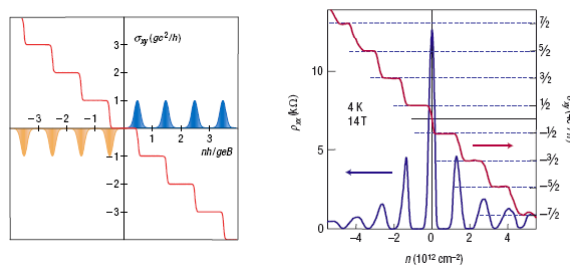 σxy (gc²/h)
3
2
1
−3 −2 −1
1 2 3
nh/geB
−1
−2
−3
ρxx (KΩ)
10
5
0
4 K
14 T
7/2
5/2
3/2
1/2
−1/2
−3/2
−5/2
−7/2
−4 −2 0 2 4
n (10¹² cm⁻²)